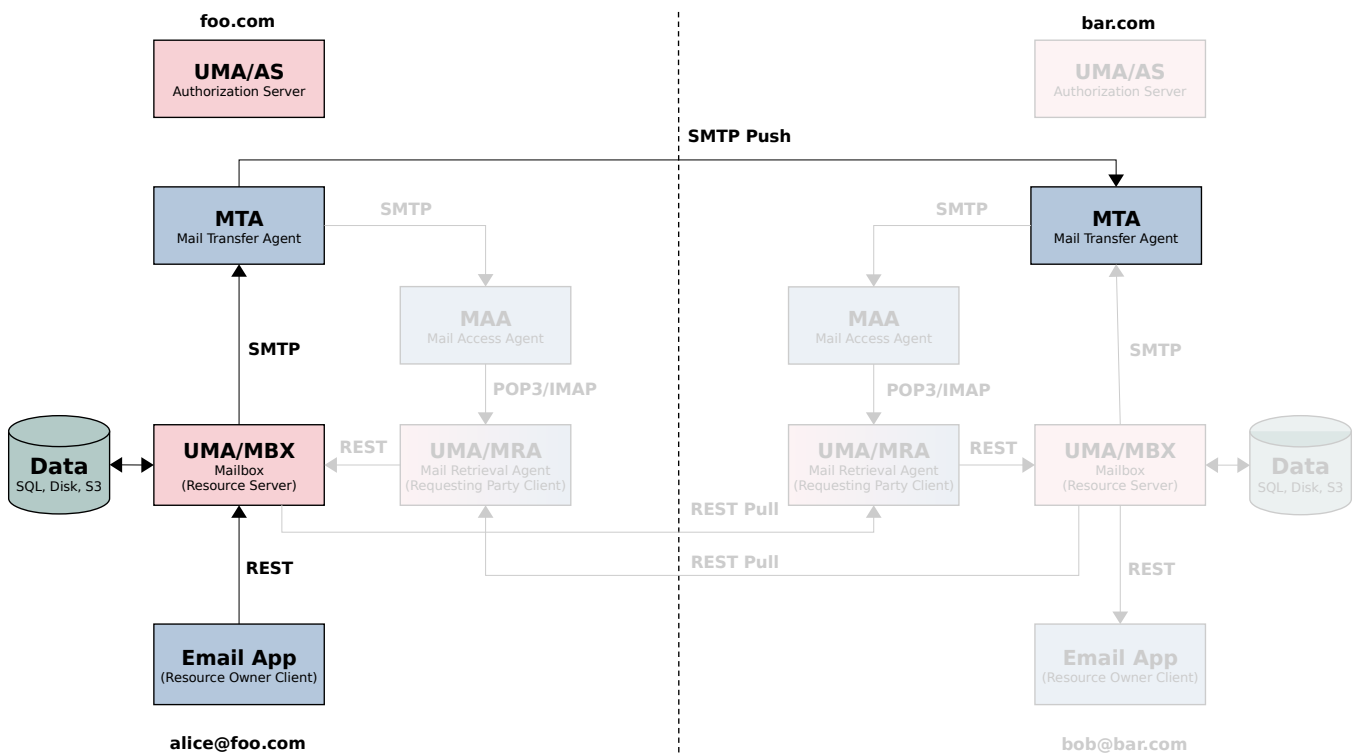 foo.com
bar.com
UMA/AS
Authorization Server
UMA/AS
Authorization Server
SMTP Push
MTA
Mail Transfer Agent
SMTP
SMTP
MTA
Mail Transfer Agent
MAA
Mail Access Agent
MAA
Mail Access Agent
SMTP
SMTP
POP3/IMAP
POP3/IMAP
Data
SQL, Disk, S3
UMA/MBX
Mailbox
(Resource Server)
REST
UMA/MRA
Mail Retrieval Agent
(Requesting Party Client)
UMA/MRA
Mail Retrieval Agent
(Requesting Party Client)
REST
UMA/MBX
Mailbox
(Resource Server)
Data
SQL, Disk, S3
REST Pull
REST Pull
REST
REST
Email App
(Resource Owner Client)
Email App
(Resource Owner Client)
alice@foo.com
bob@bar.com